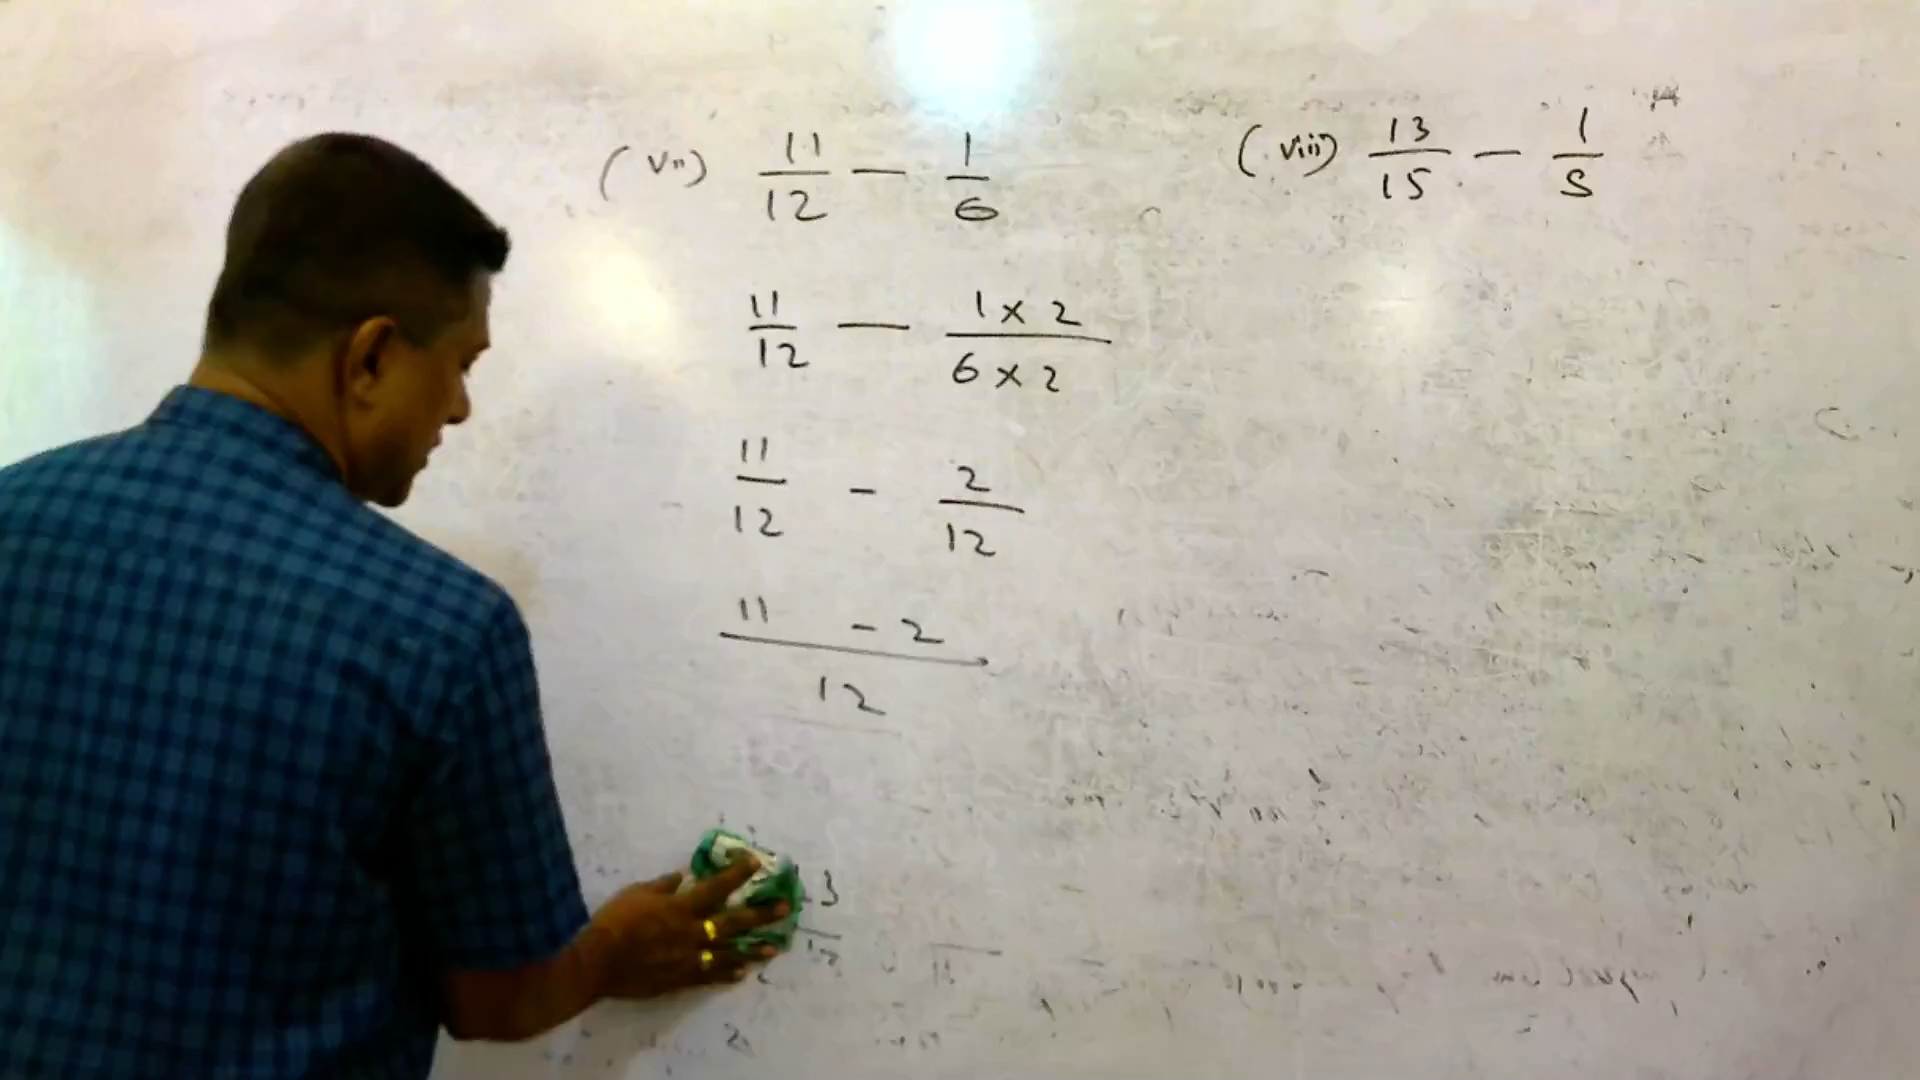 (vii) 11/12 — 1/6
11/12 — 1 x 2/6 x 2
11/12 - 2/12
11 - 2/12
(viii) 13/15 — 1/5